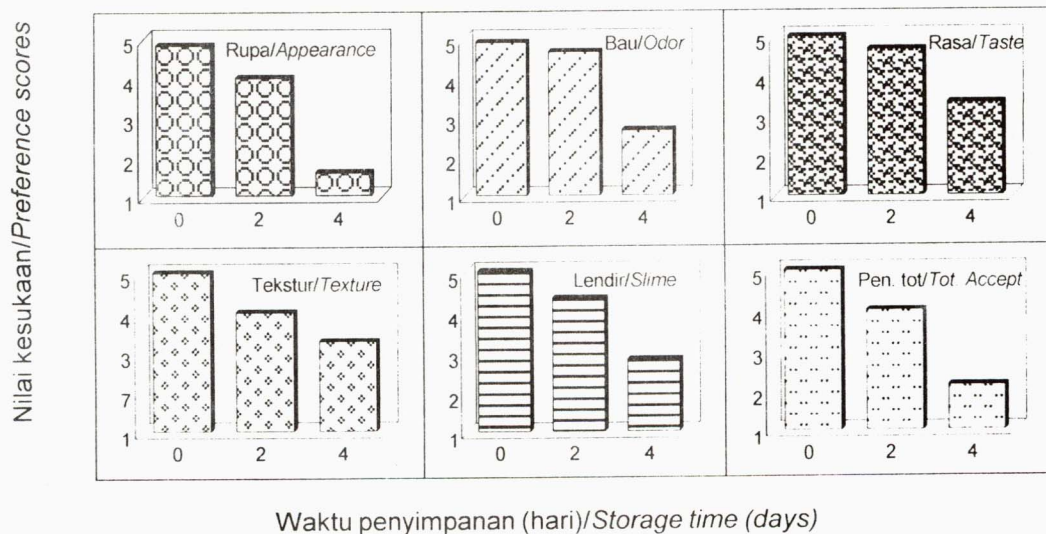 Nilai kesukaan/Preference scores
Rupa/Appearance
5
4
3
2
1
0 2 4
Bau/Odor
5
4
3
2
1
0 2 4
Rasa/Taste
5
4
3
2
1
0 2 4
Tekstur/Texture
5
4
3
7
1
0 2 4
Lendir/Slime
5
4
3
2
1
0 2 4
Pen. tot/Tot. Accept
5
4
3
2
1
0 2 4
Waktu penyimpanan (hari)/Storage time (days)